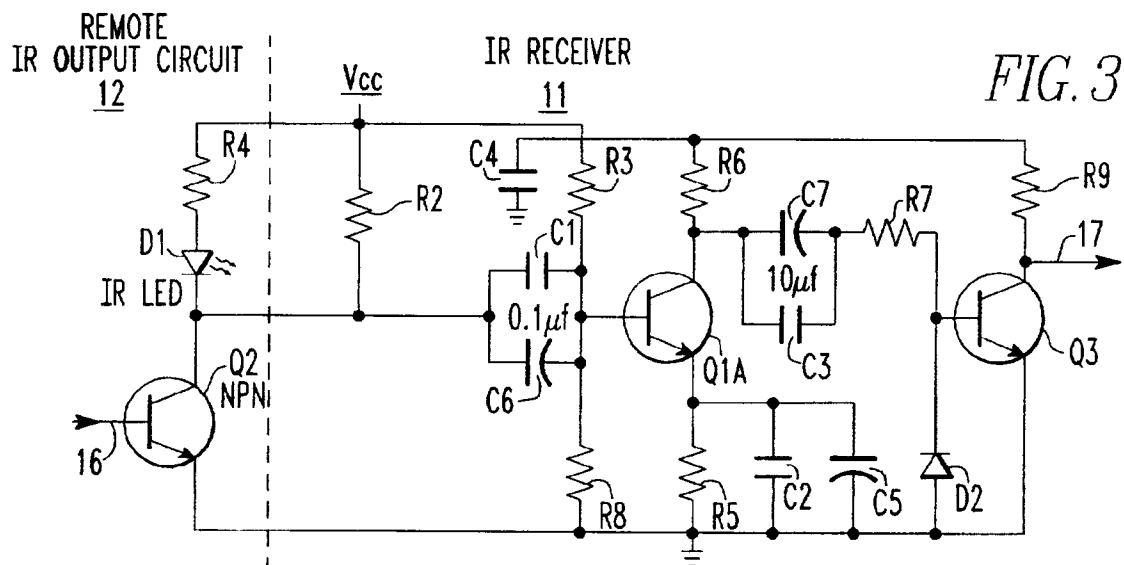 REMOTE
IR OUTPUT CIRCUIT
12
IR RECEIVER
11
FIG. 3
Vcc
R4
R2
C4
R3
R6
C7
R7
R9
D1
C1
17
IR LED
0.1µf
10µf
Q2
NPN
C6
Q1A
C3
Q3
16
R8
R5
C2
C5
D2